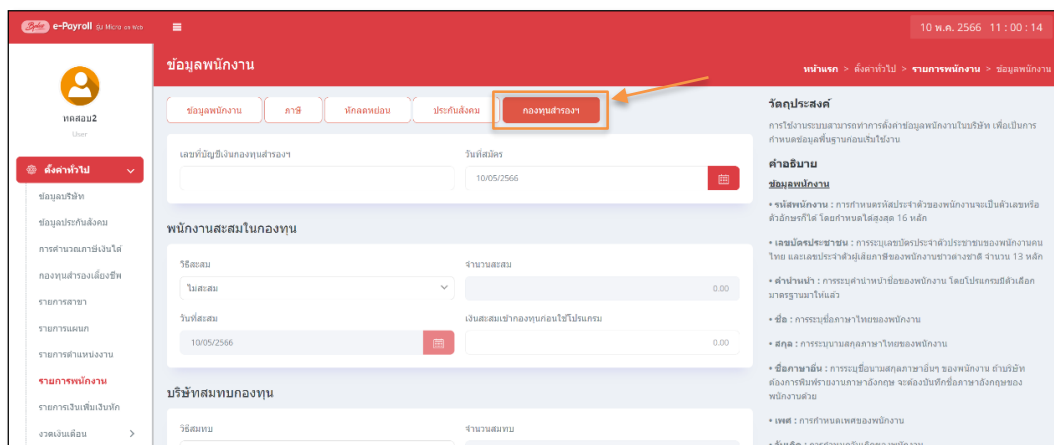 Bplus e-Payroll รุ่น Micro on Web
10 พ.ค. 2566 11 : 00 : 14
ข้อมูลพนักงาน
หน้าแรก > ตั้งค่าทั่วไป > รายการพนักงาน > ข้อมูลพนักงาน
ทดสอบ2
User
ตั้งค่าทั่วไป
ข้อมูลบริษัท
ข้อมูลประกันสังคม
การคำนวณภาษีเงินได้
กองทุนสำรองเลี้ยงชีพ
รายการสาขา
รายการแผนก
รายการตำแหน่งงาน
รายการพนักงาน
รายการเงินเพิ่มเงินหัก
งวดเงินเดือน
ข้อมูลพนักงาน
ภาษี
หักลดหย่อน
ประกันสังคม
กองทุนสำรองฯ
เลขที่บัญชีเงินกองทุนสำรองฯ
วันที่สมัคร
10/05/2566
พนักงานสะสมในกองทุน
วิธีสะสม
จำนวนสะสม
ไม่สะสม
0.00
วันที่สะสม
เงินสะสมเข้ากองทุนก่อนใช้โปรแกรม
10/05/2566
0.00
บริษัทสมทบกองทุน
วิธีสมทบ
จำนวนสมทบ
วัตถุประสงค์
การใช้งานระบบสามารถทำการตั้งค่าข้อมูลพนักงานในบริษัท เพื่อเป็นการ
กำหนดข้อมูลพื้นฐานก่อนเริ่มใช้งาน
คำอธิบาย
ข้อมูลพนักงาน
• รหัสพนักงาน : การกำหนดรหัสประจำตัวของพนักงานจะเป็นตัวเลขหรือ
ตัวอักษรก็ได้ โดยกำหนดได้สูงสุด 16 หลัก
• เลขบัตรประชาชน : การระบุเลขบัตรประจำตัวประชาชนของพนักงานคน
ไทย และเลขประจำตัวผู้เสียภาษีของพนักงานชาวต่างชาติ จำนวน 13 หลัก
• คำนำหน้า : การระบุคำนำหน้าชื่อของพนักงาน โดยโปรแกรมมีตัวเลือก
มาตรฐานมาให้แล้ว
• ชื่อ : การระบุชื่อภาษาไทยของพนักงาน
• สกุล : การระบุนามสกุลภาษาไทยของพนักงาน
• ชื่อภาษาอื่น : การระบุชื่อนามสกุลภาษาอื่นๆ ของพนักงาน ถ้าบริษัท
ต้องการพิมพ์รายงานภาษาอังกฤษ จะต้องบันทึกชื่อภาษาอังกฤษของ
พนักงานด้วย
• เพศ : การกำหนดเพศของพนักงาน